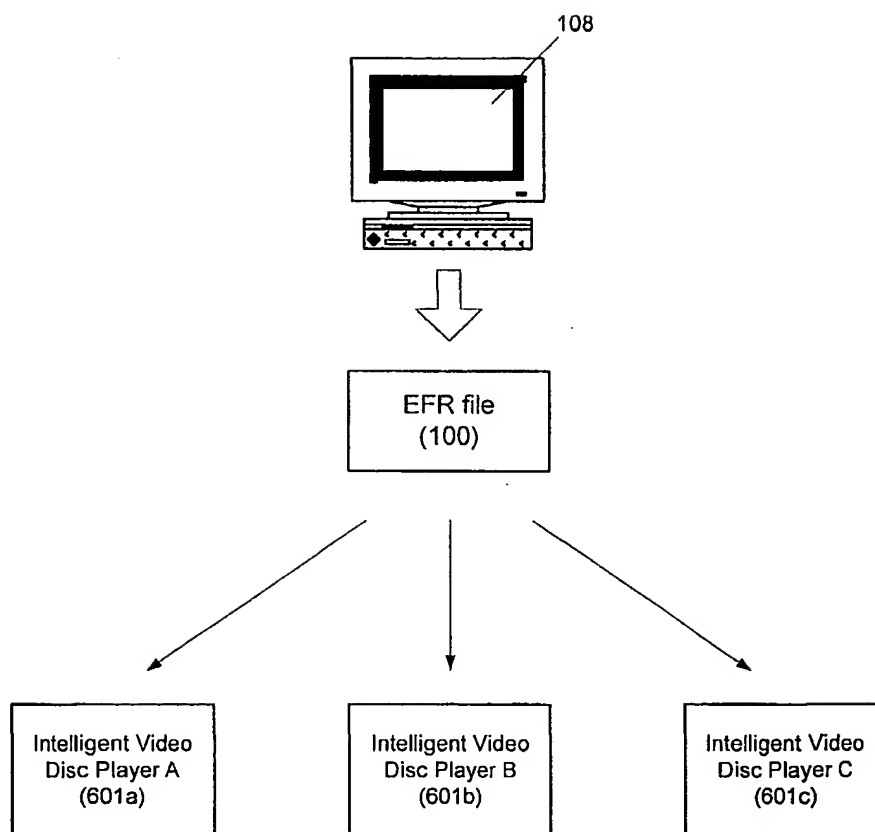 108
EFR file
(100)
Intelligent Video
Disc Player A
(601a)
Intelligent Video
Disc Player B
(601b)
Intelligent Video
Disc Player C
(601c)